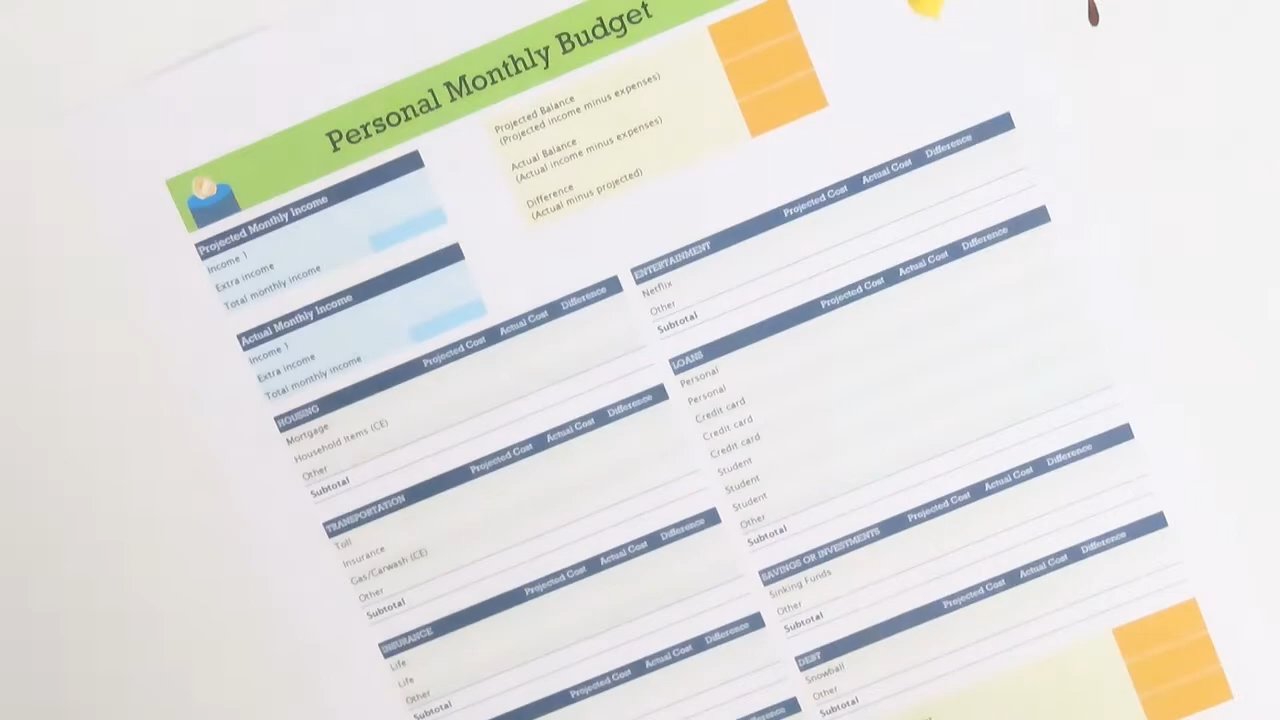 Personal Monthly Budget
Projected Balance
(Projected income minus expenses)
Actual Balance
(Actual income minus expenses)
Difference
(Actual minus projected)
Projected Monthly Income
Income 1
Extra income
Total monthly income
Actual Monthly Income
Income 1
Extra income
Total monthly income
HOUSING Projected Cost Actual Cost Difference
Mortgage
Household Items (CE)
Other
Subtotal
TRANSPORTATION Projected Cost Actual Cost Difference
Toll
Insurance
Gas/Carwash (CE)
Other
Subtotal
INSURANCE Projected Cost Actual Cost Difference
Life
Life
Other
Subtotal
Projected Cost Actual Cost Difference
Difference
ENTERTAINMENT Projected Cost Actual Cost Difference
Netflix
Other
Subtotal
LOANS Projected Cost Actual Cost Difference
Personal
Personal
Credit card
Credit card
Credit card
Student
Student
Student
Other
Subtotal
SAVINGS OR INVESTMENTS Projected Cost Actual Cost Difference
Sinking Funds
Other
Subtotal
DEBT Projected Cost Actual Cost Difference
Snowball
Other
Subtotal